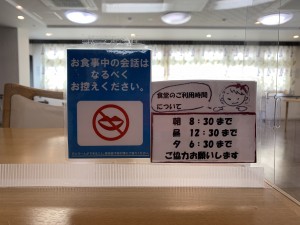 お食事中の会話は
なるべく
お控えください。
食堂のご利用時間
について
朝 8:30まで
昼 12:30まで
夕 6:30まで
ご協力お願いします